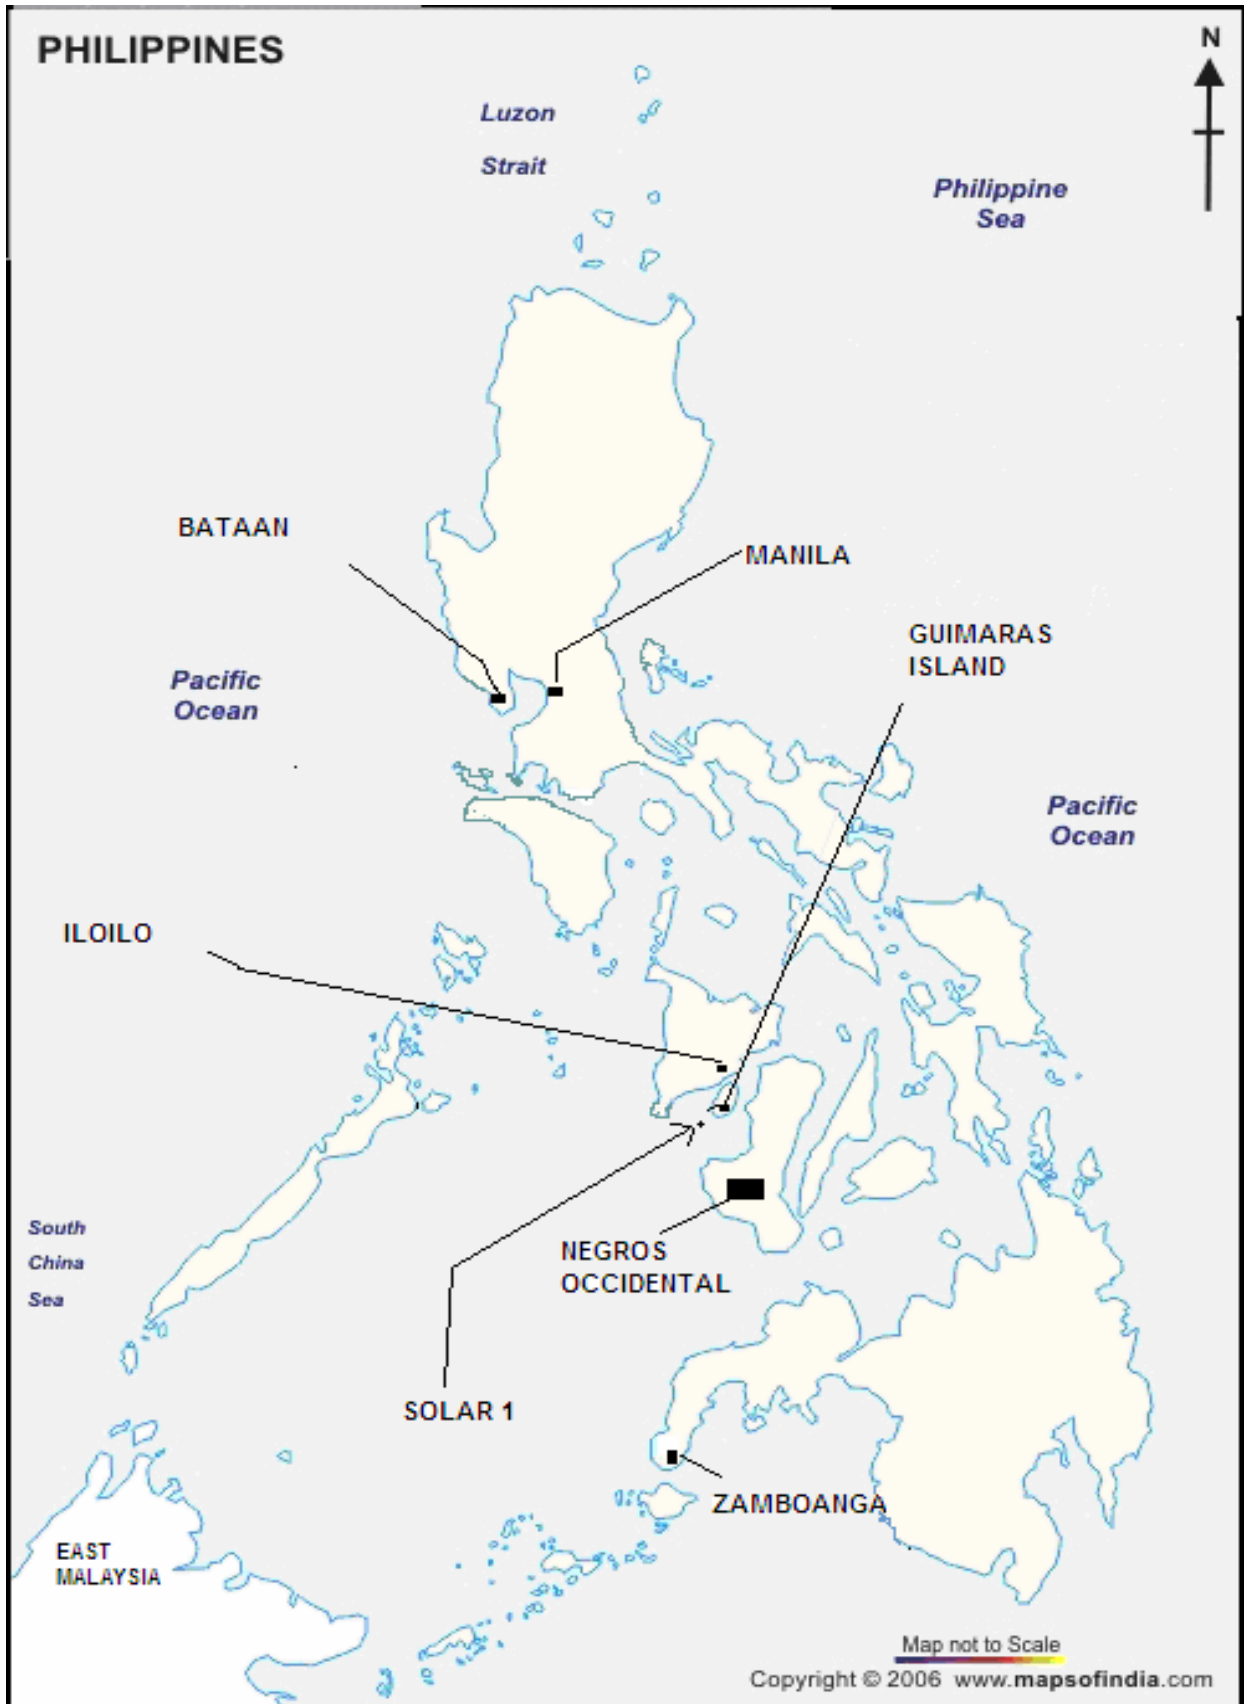 PHILIPPINES
N
Luzon
Strait
Philippine
Sea
BATAAN
MANILA
GUIMARAS
ISLAND
Pacific
Ocean
Pacific
Ocean
ILOILO
South
China
Sea
NEGROS
OCCIDENTAL
SOLAR 1
ZAMBOANGA
EAST
MALAYSIA
Map not to Scale
Copyright © 2006 www.mapsofindia.com